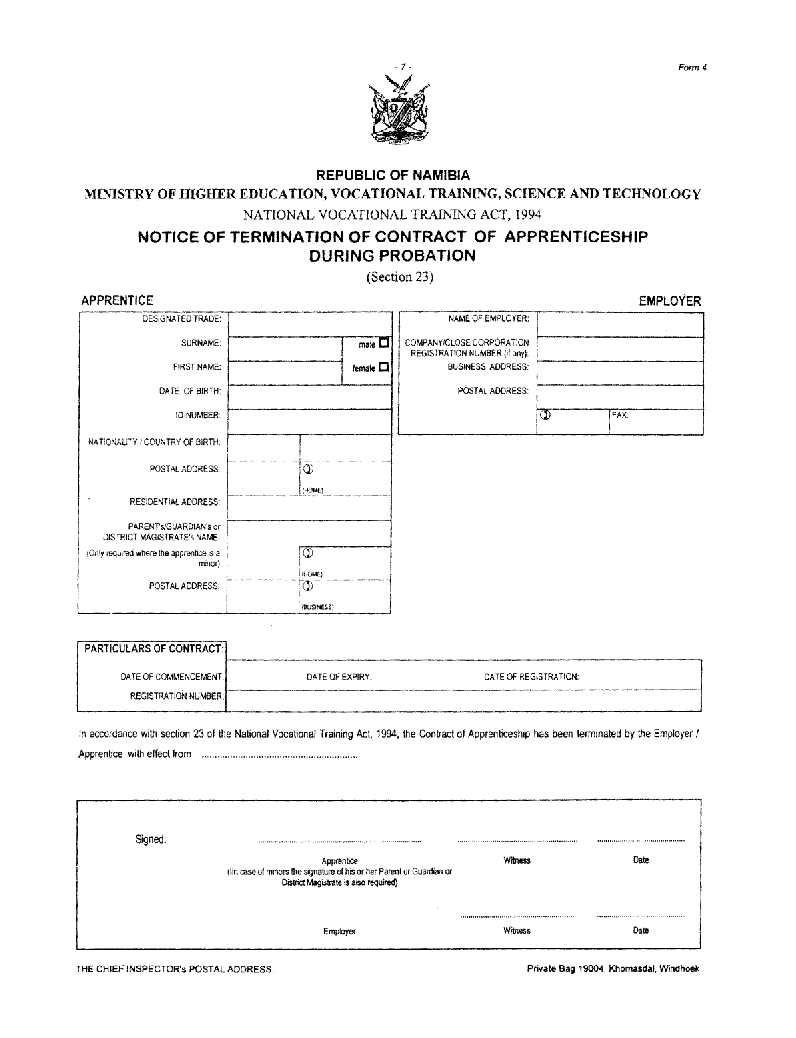 - 7 -
Form 4
REPUBLIC OF NAMIBIA
MINISTRY OF HIGHER EDUCATION, VOCATIONAL TRAINING, SCIENCE AND TECHNOLOGY
NATIONAL VOCATIONAL TRAINING ACT, 1994
NOTICE OF TERMINATION OF CONTRACT OF APPRENTICESHIP
DURING PROBATION
(Section 23)
APPRENTICE
DESIGNATED TRADE:
SURNAME:
male
FIRST NAME:
female
DATE OF BIRTH:
ID-NUMBER:
NATIONALITY / COUNTRY OF BIRTH:
POSTAL ADDRESS:
(HOME)
RESIDENTIAL ADDRESS:
PARENT's/GUARDIAN's or
DISTRICT MAGISTRATE's NAME:
(Only required where the apprentice is a
minor)
(HOME)
POSTAL ADDRESS:
(BUSINESS)
EMPLOYER
NAME OF EMPLOYER:
COMPANY/CLOSE CORPORATION
REGISTRATION NUMBER (if any):
BUSINESS ADDRESS:
POSTAL ADDRESS:
FAX:
PARTICULARS OF CONTRACT:
DATE OF COMMENCEMENT: DATE OF EXPIRY: DATE OF REGISTRATION:
REGISTRATION NUMBER:
In accordance with section 23 of the National Vocational Training Act, 1994, the Contract of Apprenticeship has been terminated by the Employer /
Apprentice with effect from ............................................................
Signed:
Apprentice Witness Date
(In case of minors the signature of his or her Parent or Guardian or
District Magistrate is also required)
Employer Witness Date
THE CHIEF INSPECTOR's POSTAL ADDRESS: Private Bag 19004, Khomasdal, Windhoek